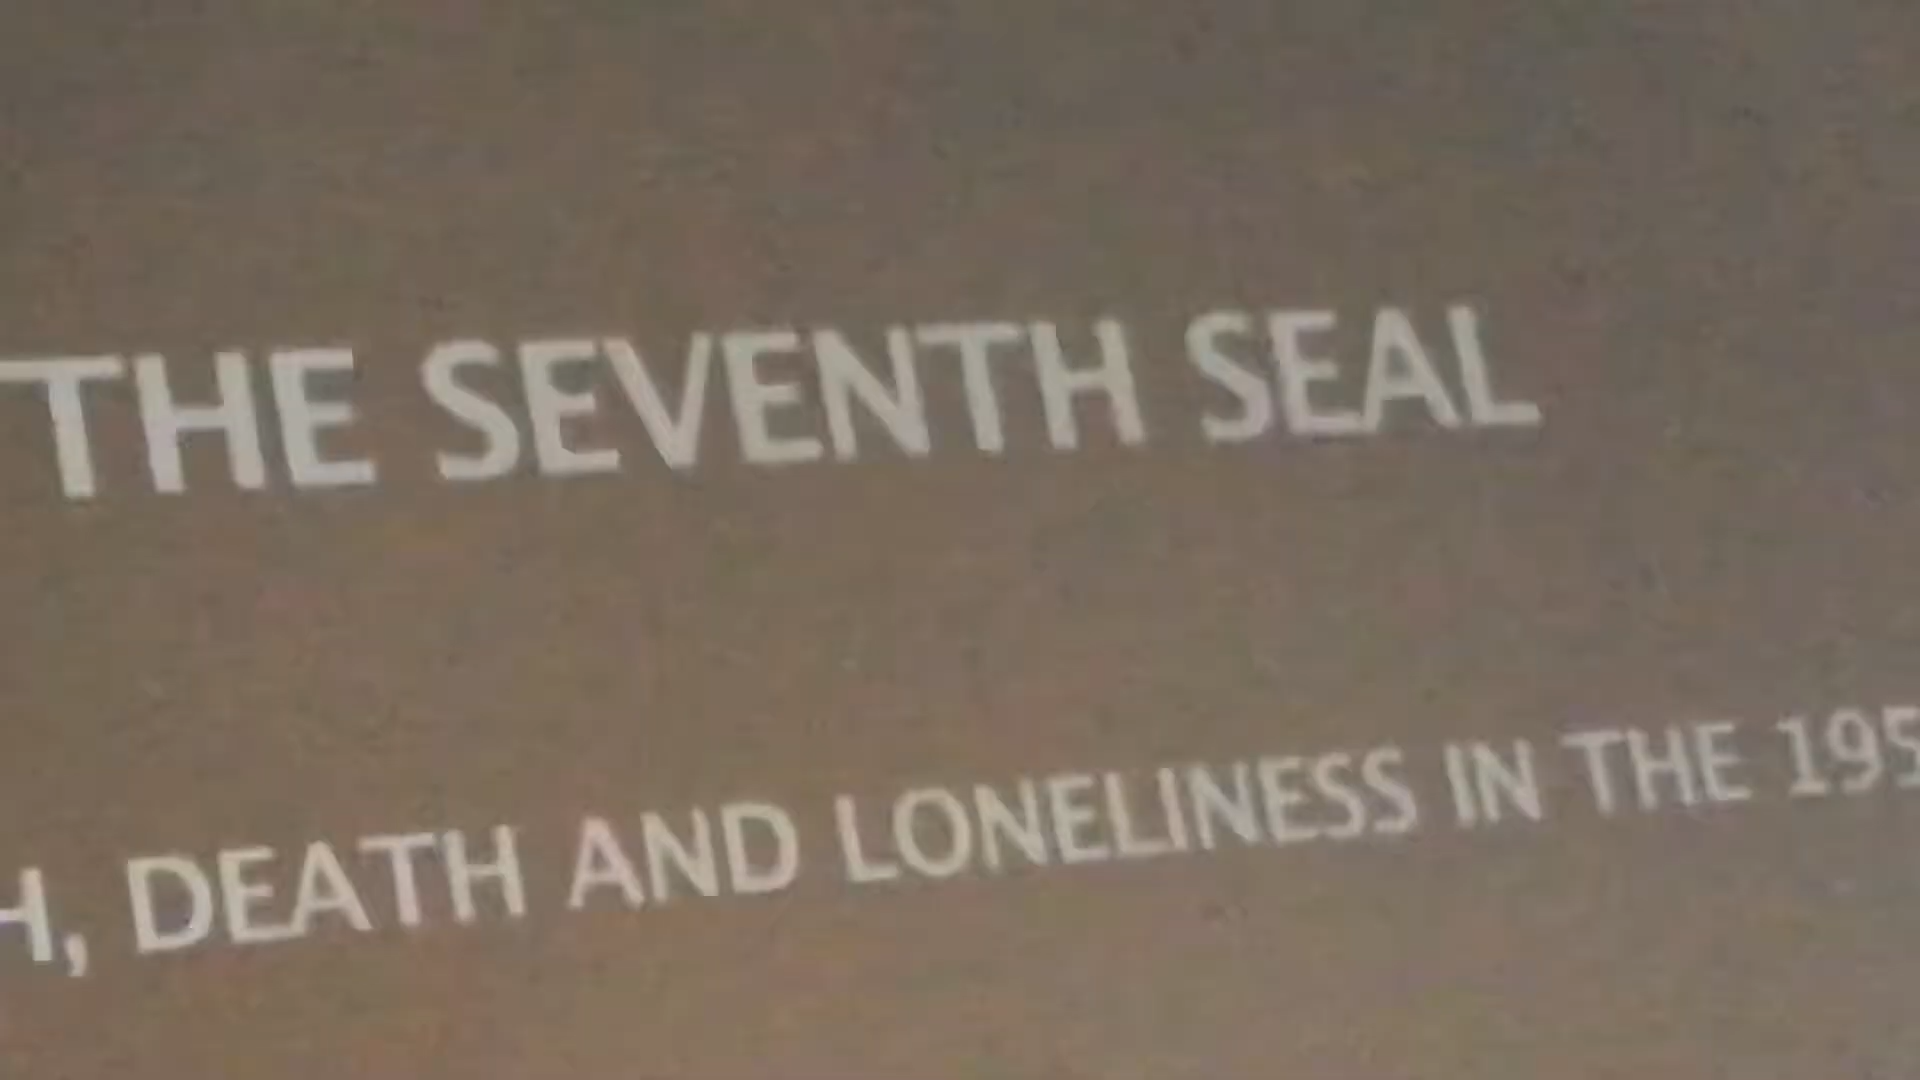 THE SEVENTH SEAL
DEATH AND LONELINESS IN THE